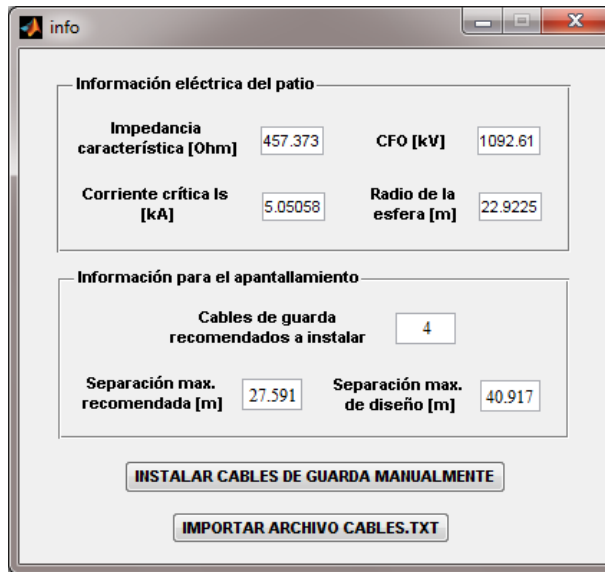 info
Información eléctrica del patio
Impedancia
característica [Ohm]
457.373
CFO [kV]
1092.61
Corriente crítica Is
[kA]
5.05058
Radio de la
esfera [m]
22.9225
Información para el apantallamiento
Cables de guarda
recomendados a instalar
4
Separación max.
recomendada [m]
27.591
Separación max.
de diseño [m]
40.917
INSTALAR CABLES DE GUARDA MANUALMENTE
IMPORTAR ARCHIVO CABLES.TXT